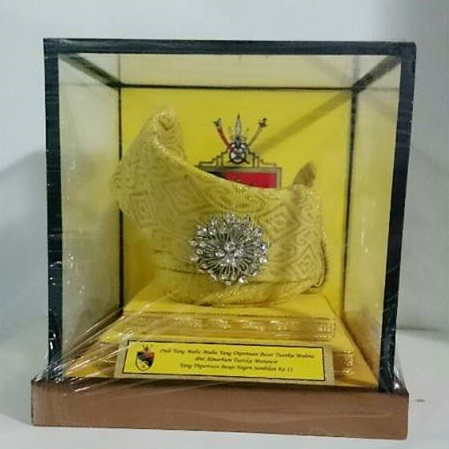 Duli Yang Maha Mulia Yang Dipertuan Besar Tuanku Muhriz
ibni Almarhum Tuanku Munawir
Yang Dipertuan Besar Negeri Sembilan Ke 11